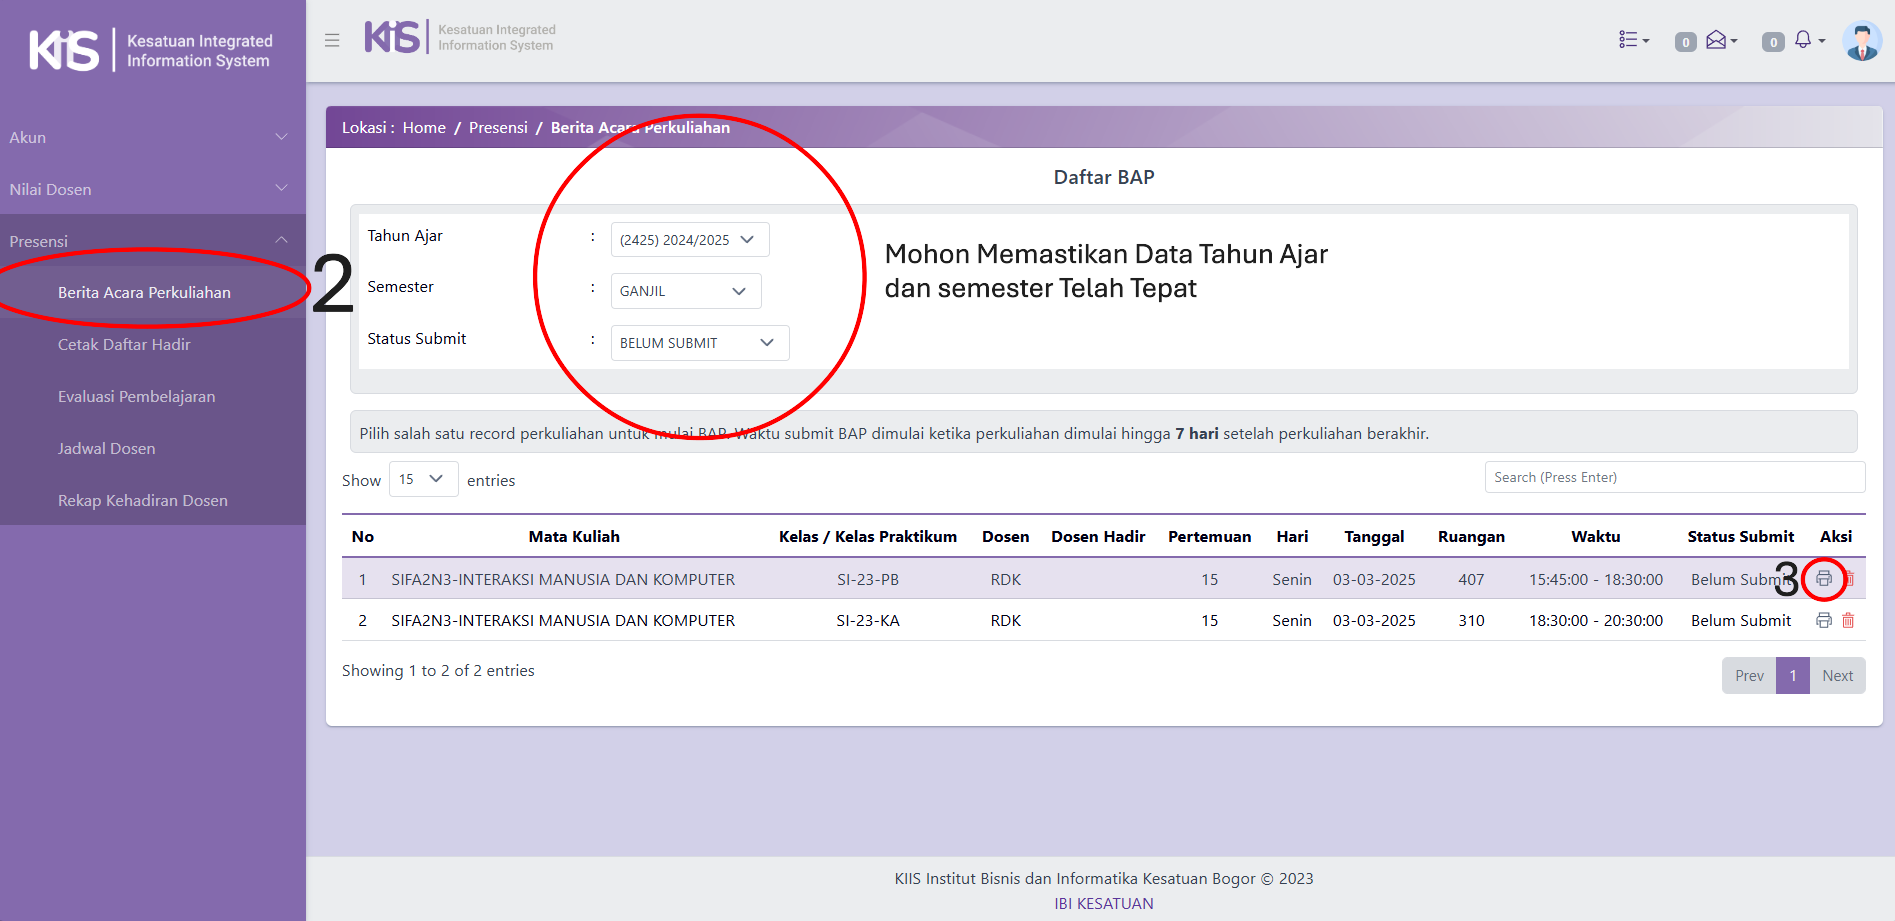 KIS Kesatuan Integrated
Information System
Akun
Nilai Dosen
Presensi
Berita Acara Perkuliahan
2
Cetak Daftar Hadir
Evaluasi Pembelajaran
Jadwal Dosen
Rekap Kehadiran Dosen
KIS Kesatuan Integrated
Information System
0 0
Lokasi : Home / Presensi / Berita Acara Perkuliahan
Daftar BAP
Tahun Ajar : (2425) 2024/2025
Semester : GANJIL
Status Submit : BELUM SUBMIT
Mohon Memastikan Data Tahun Ajar
dan semester Telah Tepat
Pilih salah satu record perkuliahan untuk mulai BAP. Waktu submit BAP dimulai ketika perkuliahan dimulai hingga 7 hari setelah perkuliahan berakhir.
Show 15 entries
Search (Press Enter)
No Mata Kuliah Kelas / Kelas Praktikum Dosen Dosen Hadir Pertemuan Hari Tanggal Ruangan Waktu Status Submit Aksi
1 SIFA2N3-INTERAKSI MANUSIA DAN KOMPUTER SI-23-PB RDK 15 Senin 03-03-2025 407 15:45:00 - 18:30:00 Belum Submit 3
2 SIFA2N3-INTERAKSI MANUSIA DAN KOMPUTER SI-23-KA RDK 15 Senin 03-03-2025 310 18:30:00 - 20:30:00 Belum Submit
Showing 1 to 2 of 2 entries
Prev 1 Next
KIIS Institut Bisnis dan Informatika Kesatuan Bogor © 2023
IBI KESATUAN